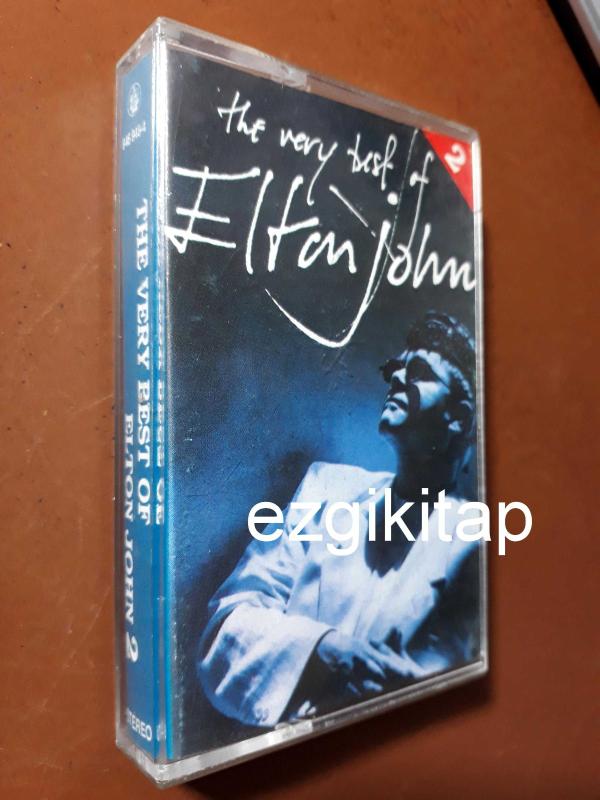 the very best of
Elton john
2
THE VERY BEST OF
ELTON JOHN 2
STEREO
ezgikitap